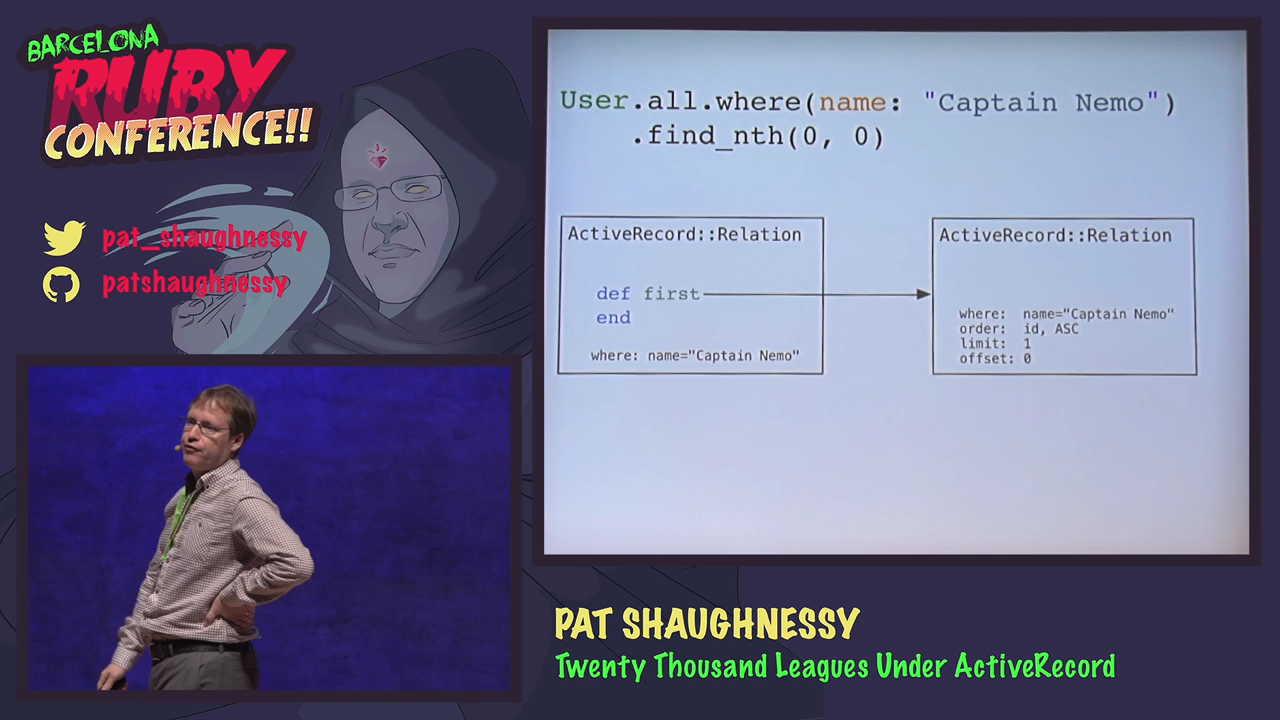 BARCELONA
RUBY
CONFERENCE!!
pat_shaughnessy
patshaughnessy
User.all.where(name: "Captain Nemo")
.find_nth(0, 0)
ActiveRecord::Relation
def first
end
where: name="Captain Nemo"
ActiveRecord::Relation
where: name="Captain Nemo"
order: id, ASC
limit: 1
offset: 0
PAT SHAUGHNESSY
Twenty Thousand Leagues Under ActiveRecord